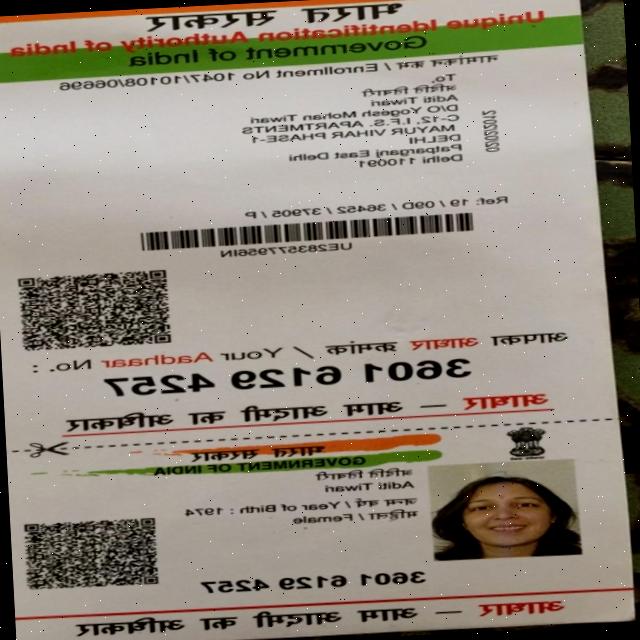 भारत सरकार
Unique Identification Authority of India
Government of India
नामांकन क्रम / Enrollment No 1047/10108/06696
To,
अदिति तिवारी
Aditi Tiwari
D/O Yogesh Mohan Tiwari
C-12, I.F.S. APARTMENTS
MAYUR VIHAR PHASE-1
DELHI
Patparganj East Delhi
Delhi 110091
02/02/2012
Ref: 19 / 09D / 36452 / 37905 / P
UE283577956IN
आपका आधार क्रमांक / Your Aadhaar No. :
3601 6129 4257
आधार — आम आदमी का अधिकार
भारत सरकार
GOVERNMENT OF INDIA
अदिति तिवारी
Aditi Tiwari
जन्म वर्ष / Year of Birth : 1974
महिला / Female
3601 6129 4257
आधार — आम आदमी का अधिकार